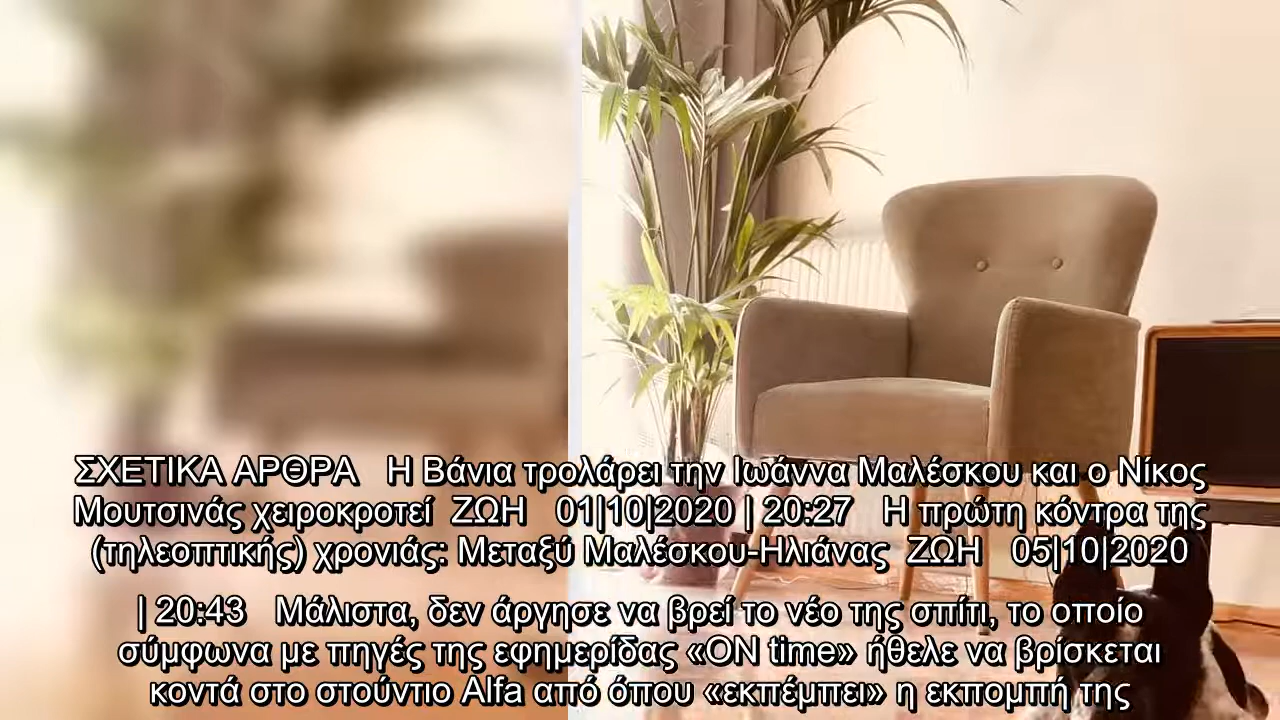 ΣΧΕΤΙΚΑ ΑΡΘΡΑ Η Βάνια τρολάρει την Ιωάννα Μαλέσκου και ο Νίκος
Μουτσινάς χειροκροτεί ΖΩΗ 01|10|2020 | 20:27 Η πρώτη κόντρα της
(τηλεοπτικής) χρονιάς: Μεταξύ Μαλέσκου-Ηλιάνας ΖΩΗ 05|10|2020
| 20:43 Μάλιστα, δεν άργησε να βρεί το νέο της σπίτι, το οποίο
σύμφωνα με πηγές της εφημερίδας «ON time» ήθελε να βρίσκεται
κοντά στο στούντιο Alfa από όπου «εκπέμπει» η εκπομπή της